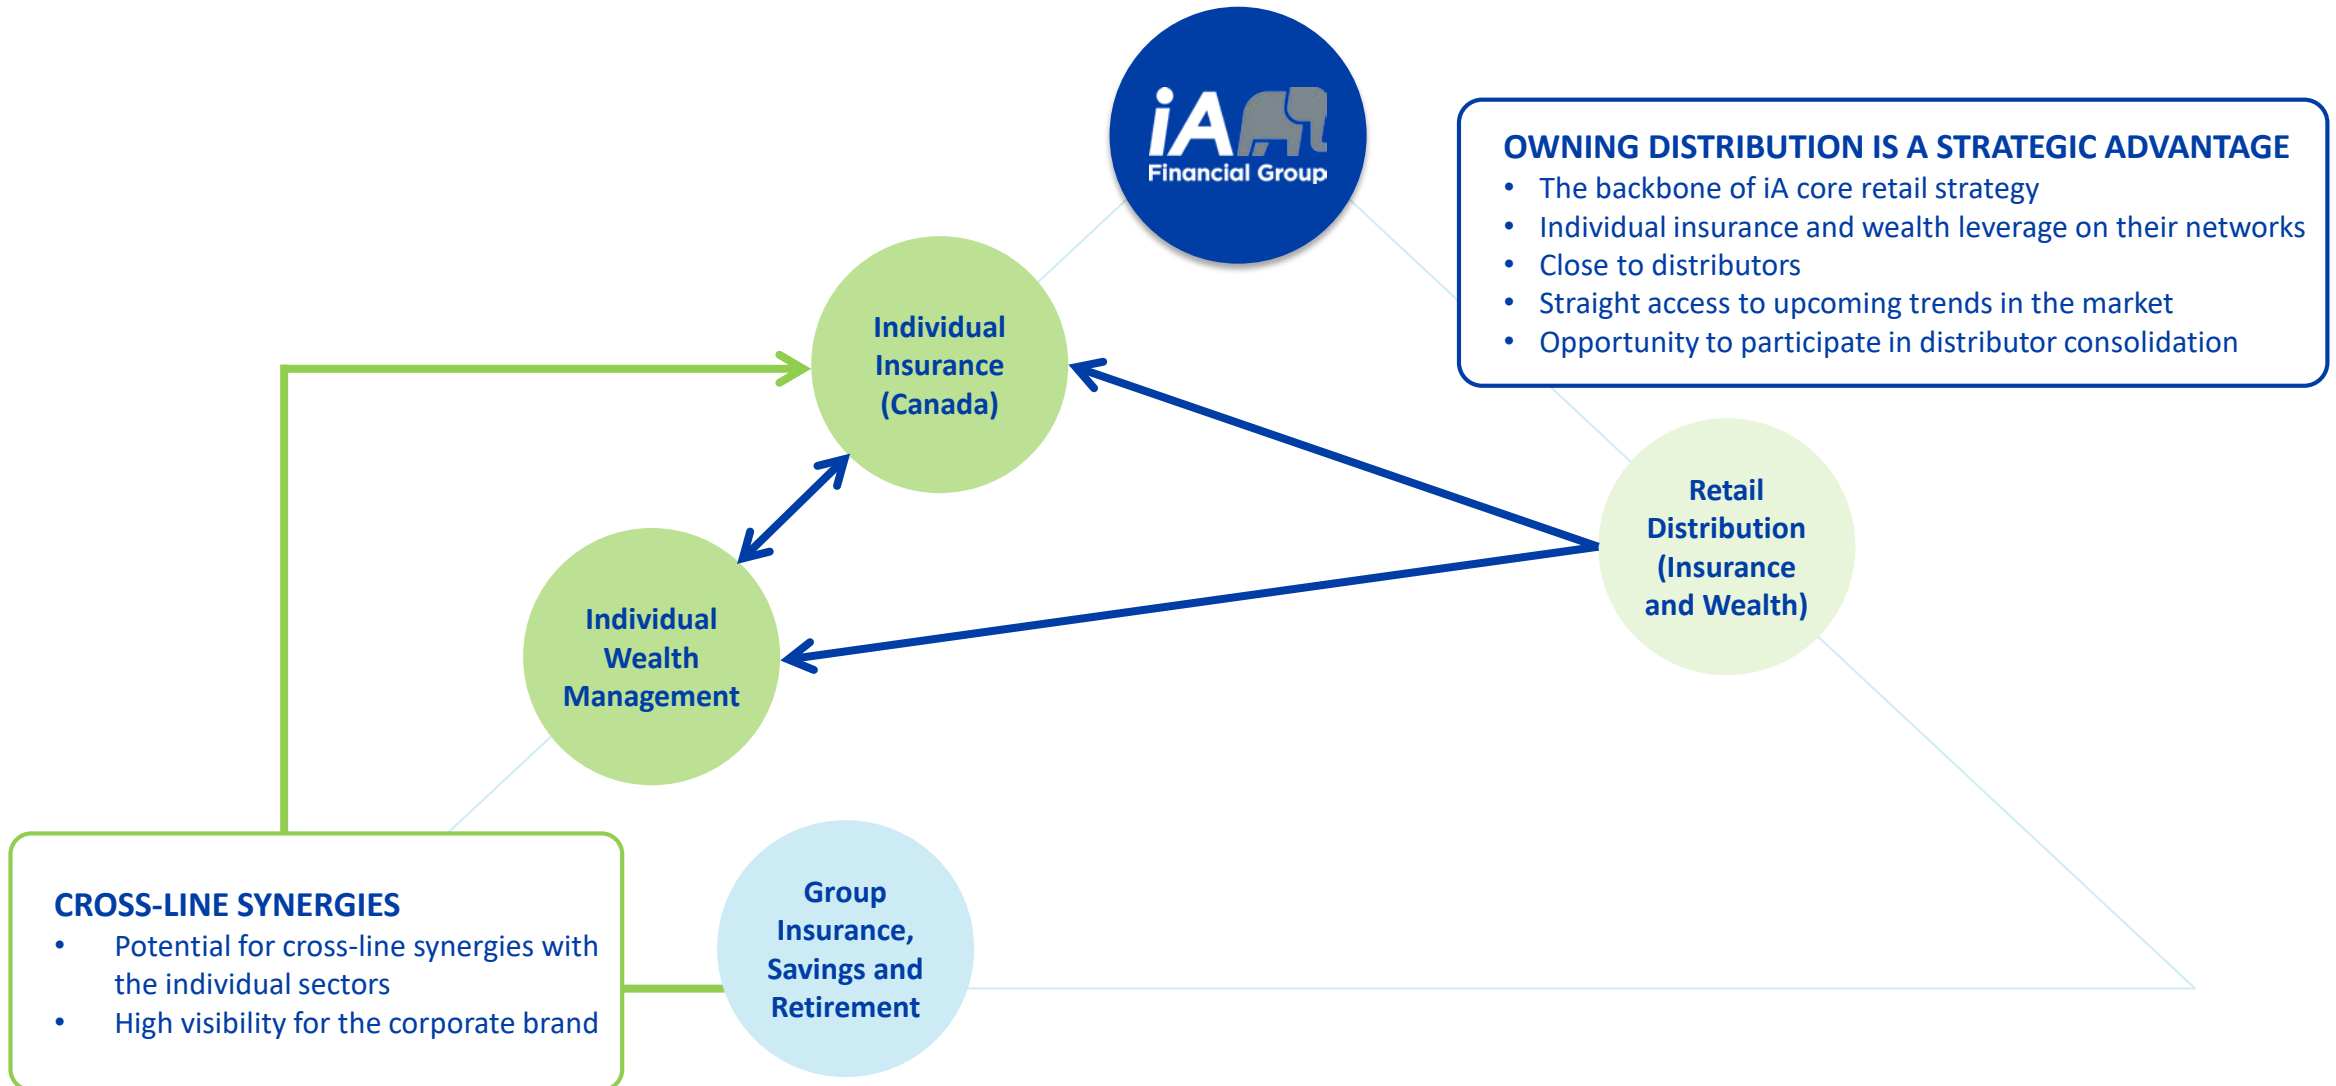 iA
Financial Group
OWNING DISTRIBUTION IS A STRATEGIC ADVANTAGE
• The backbone of iA core retail strategy
• Individual insurance and wealth leverage on their networks
• Close to distributors
• Straight access to upcoming trends in the market
• Opportunity to participate in distributor consolidation
Individual
Insurance
(Canada)
Retail
Distribution
(Insurance
and Wealth)
Individual
Wealth
Management
CROSS-LINE SYNERGIES
• Potential for cross-line synergies with
the individual sectors
• High visibility for the corporate brand
Group
Insurance,
Savings and
Retirement